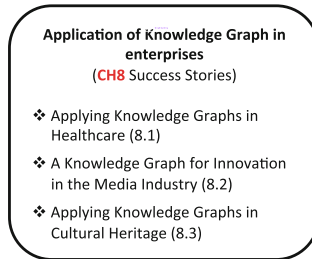 Application of Knowledge Graph in
enterprises
(CH8 Success Stories)
❖ Applying Knowledge Graphs in
Healthcare (8.1)
❖ A Knowledge Graph for Innovation
in the Media Industry (8.2)
❖ Applying Knowledge Graphs in
Cultural Heritage (8.3)